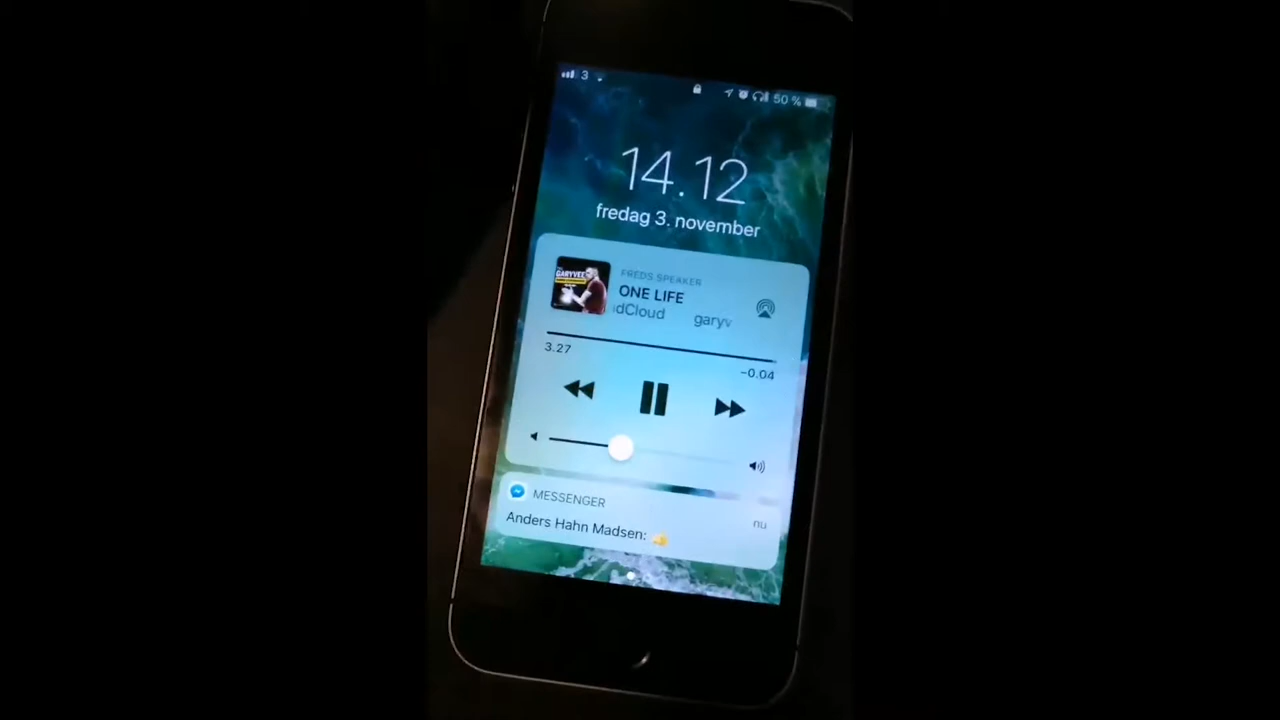 3
50 %
14.12
fredag 3. november
GARYVEE
FREDS SPEAKER
ONE LIFE
dCloud garyv
3.27
−0.04
MESSENGER
nu
Anders Hahn Madsen: 👍